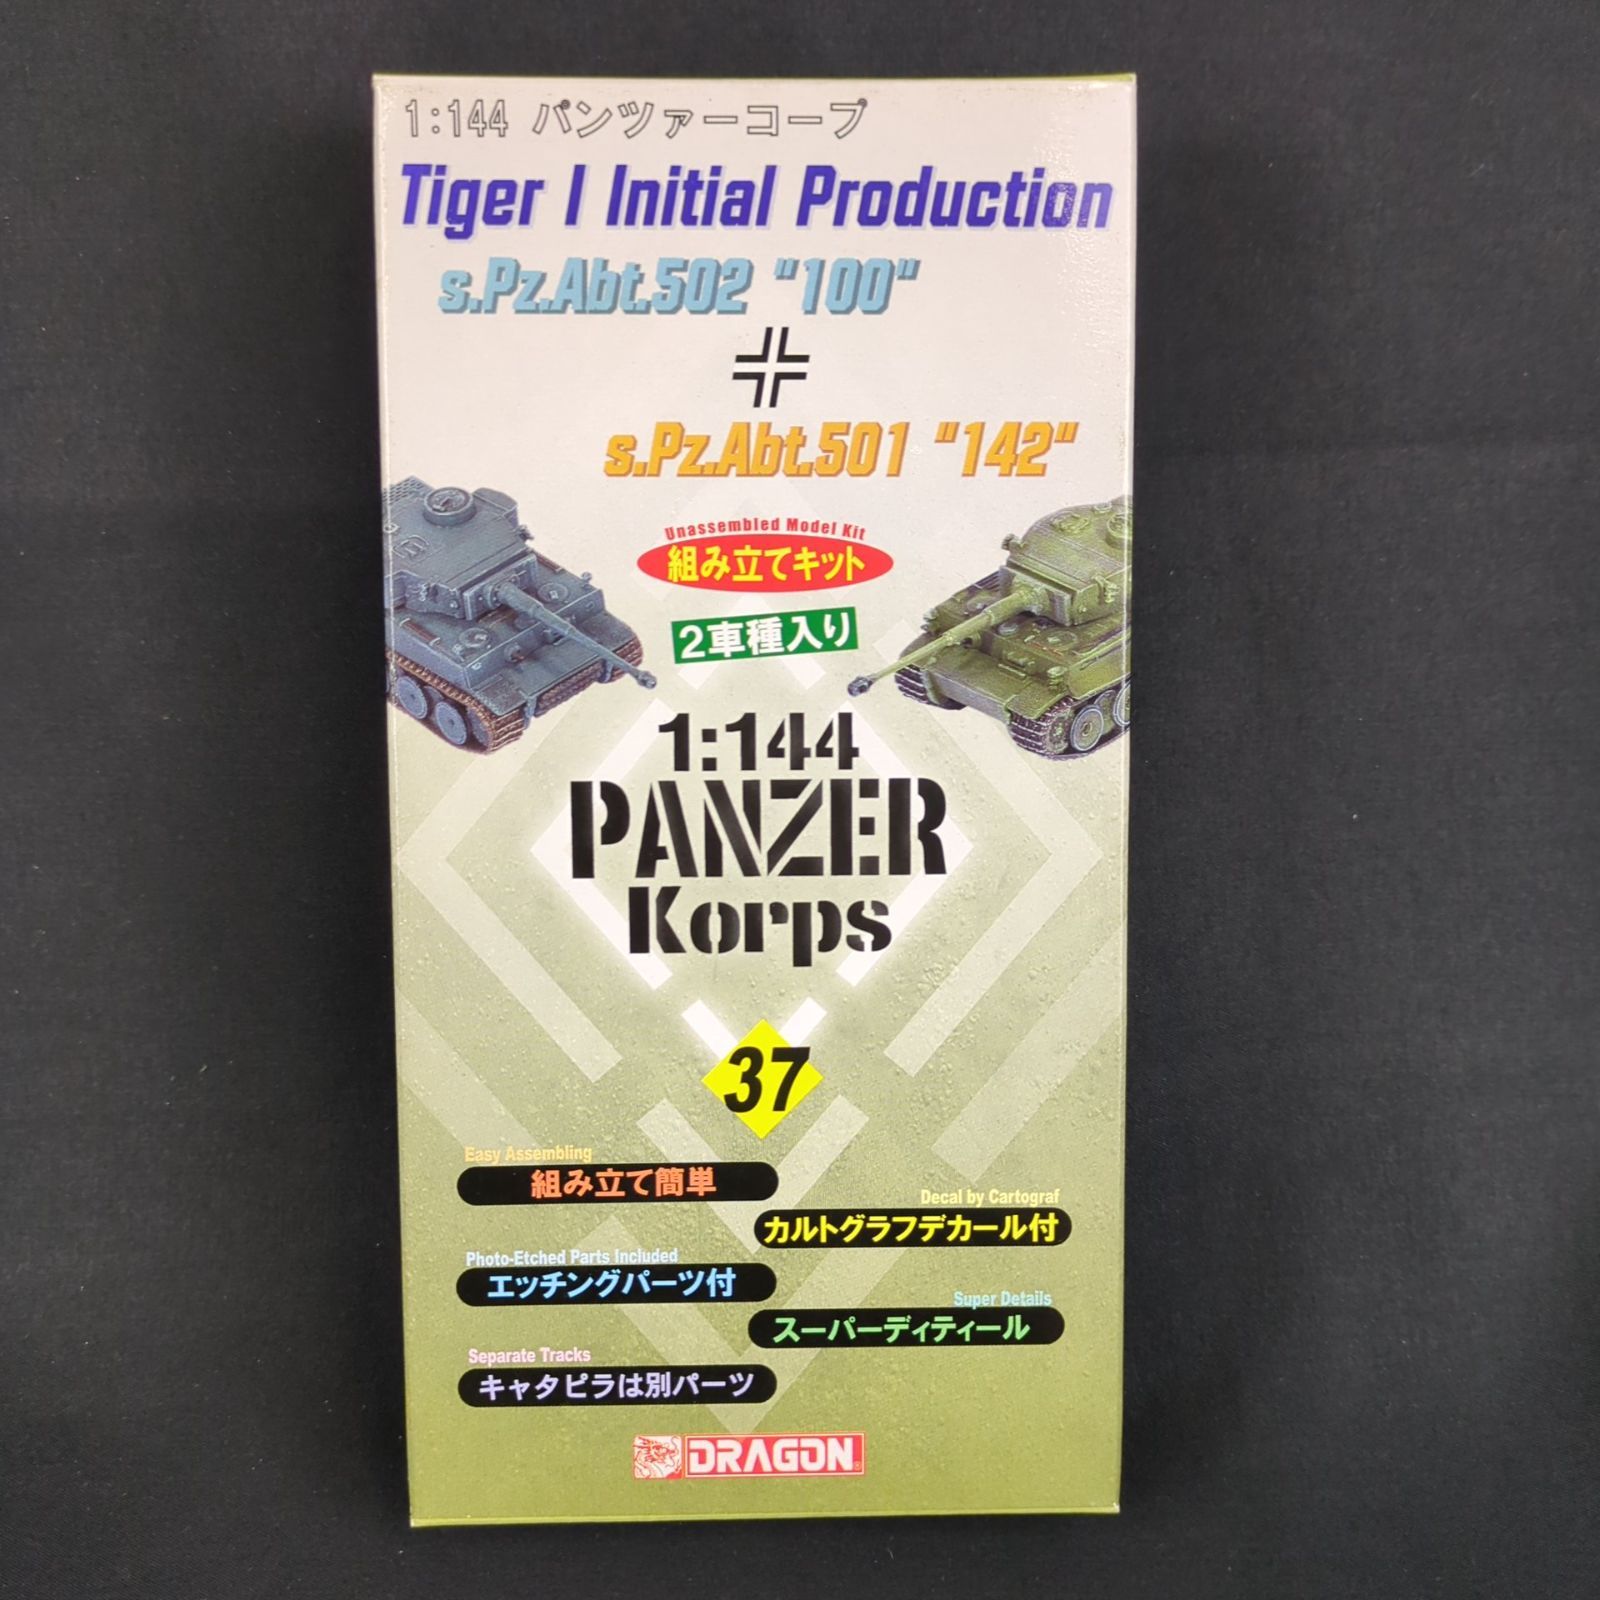 1:144 パンツァーコープ
Tiger I Initial Production
s.Pz.Abt.502 "100"
s.Pz.Abt.501 "142"
Unassembled Model Kit
組み立てキット
2車種入り
1:144
PANZER
Korps
37
Easy Assembling
組み立て簡単
Decal by Cartograf
カルトグラフデカール付
Photo-Etched Parts Included
エッチングパーツ付
Super Details
スーパーディティール
Separate Tracks
キャタピラは別パーツ
DRAGON